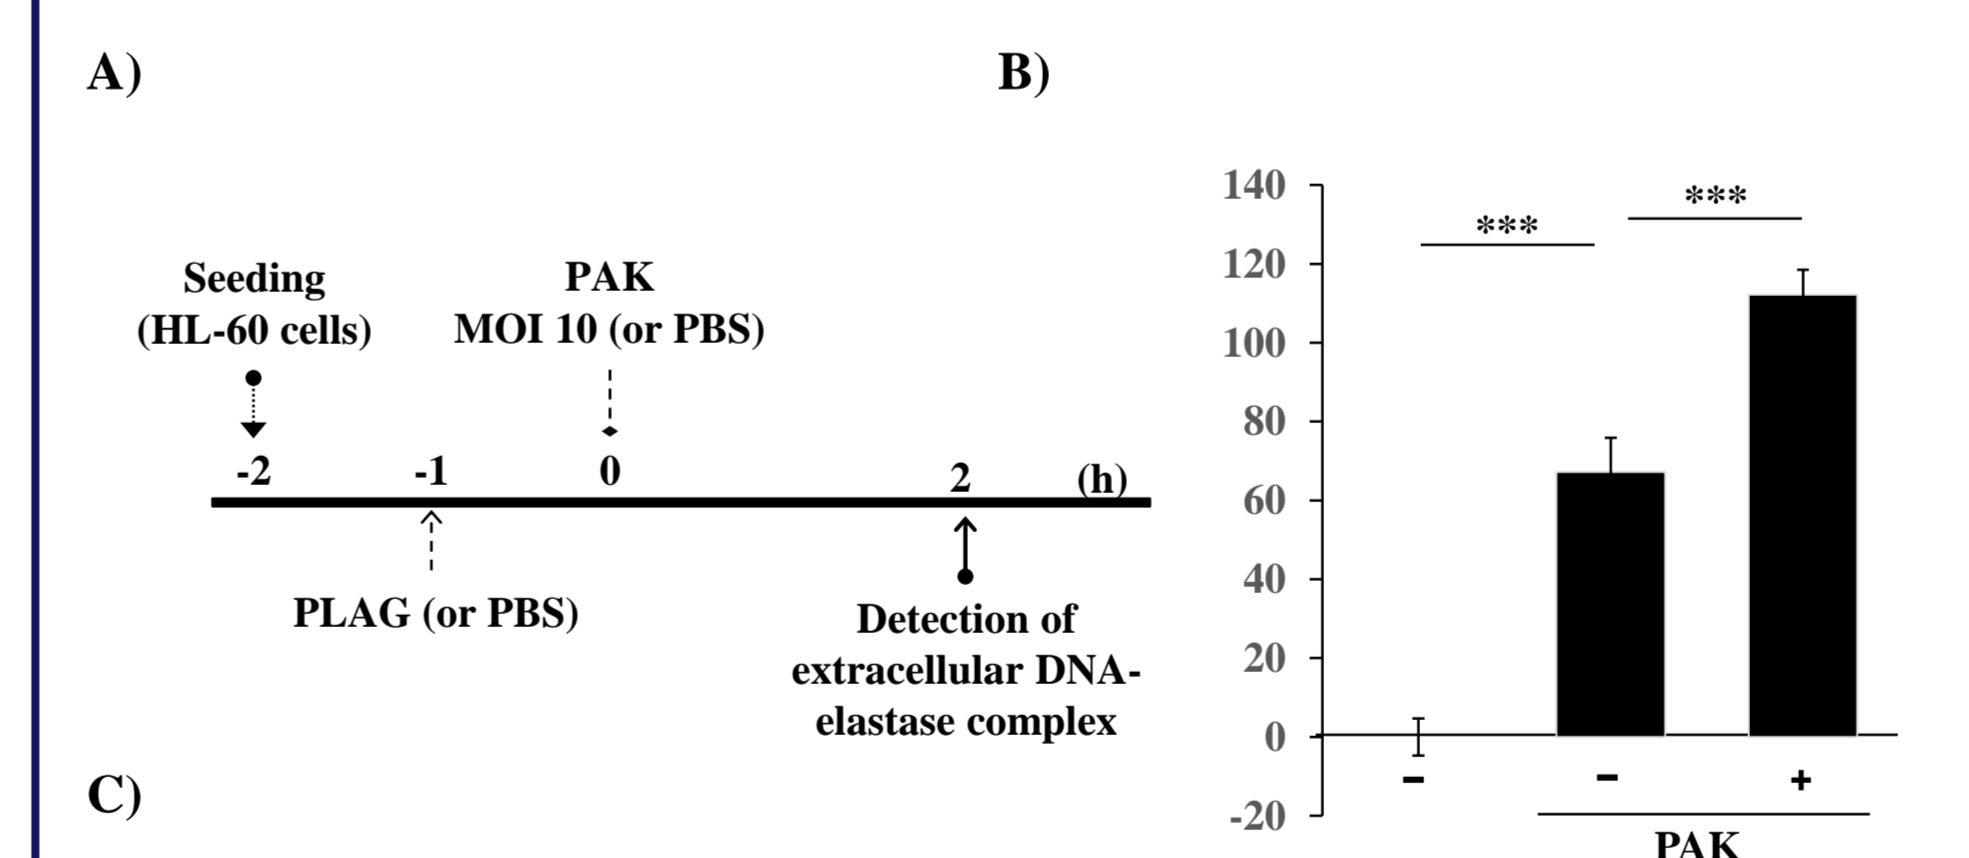 A)
Seeding
(HL-60 cells)
PAK
MOI 10 (or PBS)
-2
-1
0
2
(h)
PLAG (or PBS)
Detection of
extracellular DNA-
elastase complex
B)
140
120
100
80
60
40
20
0
-20
***
***
-
-
+
PAK
C)